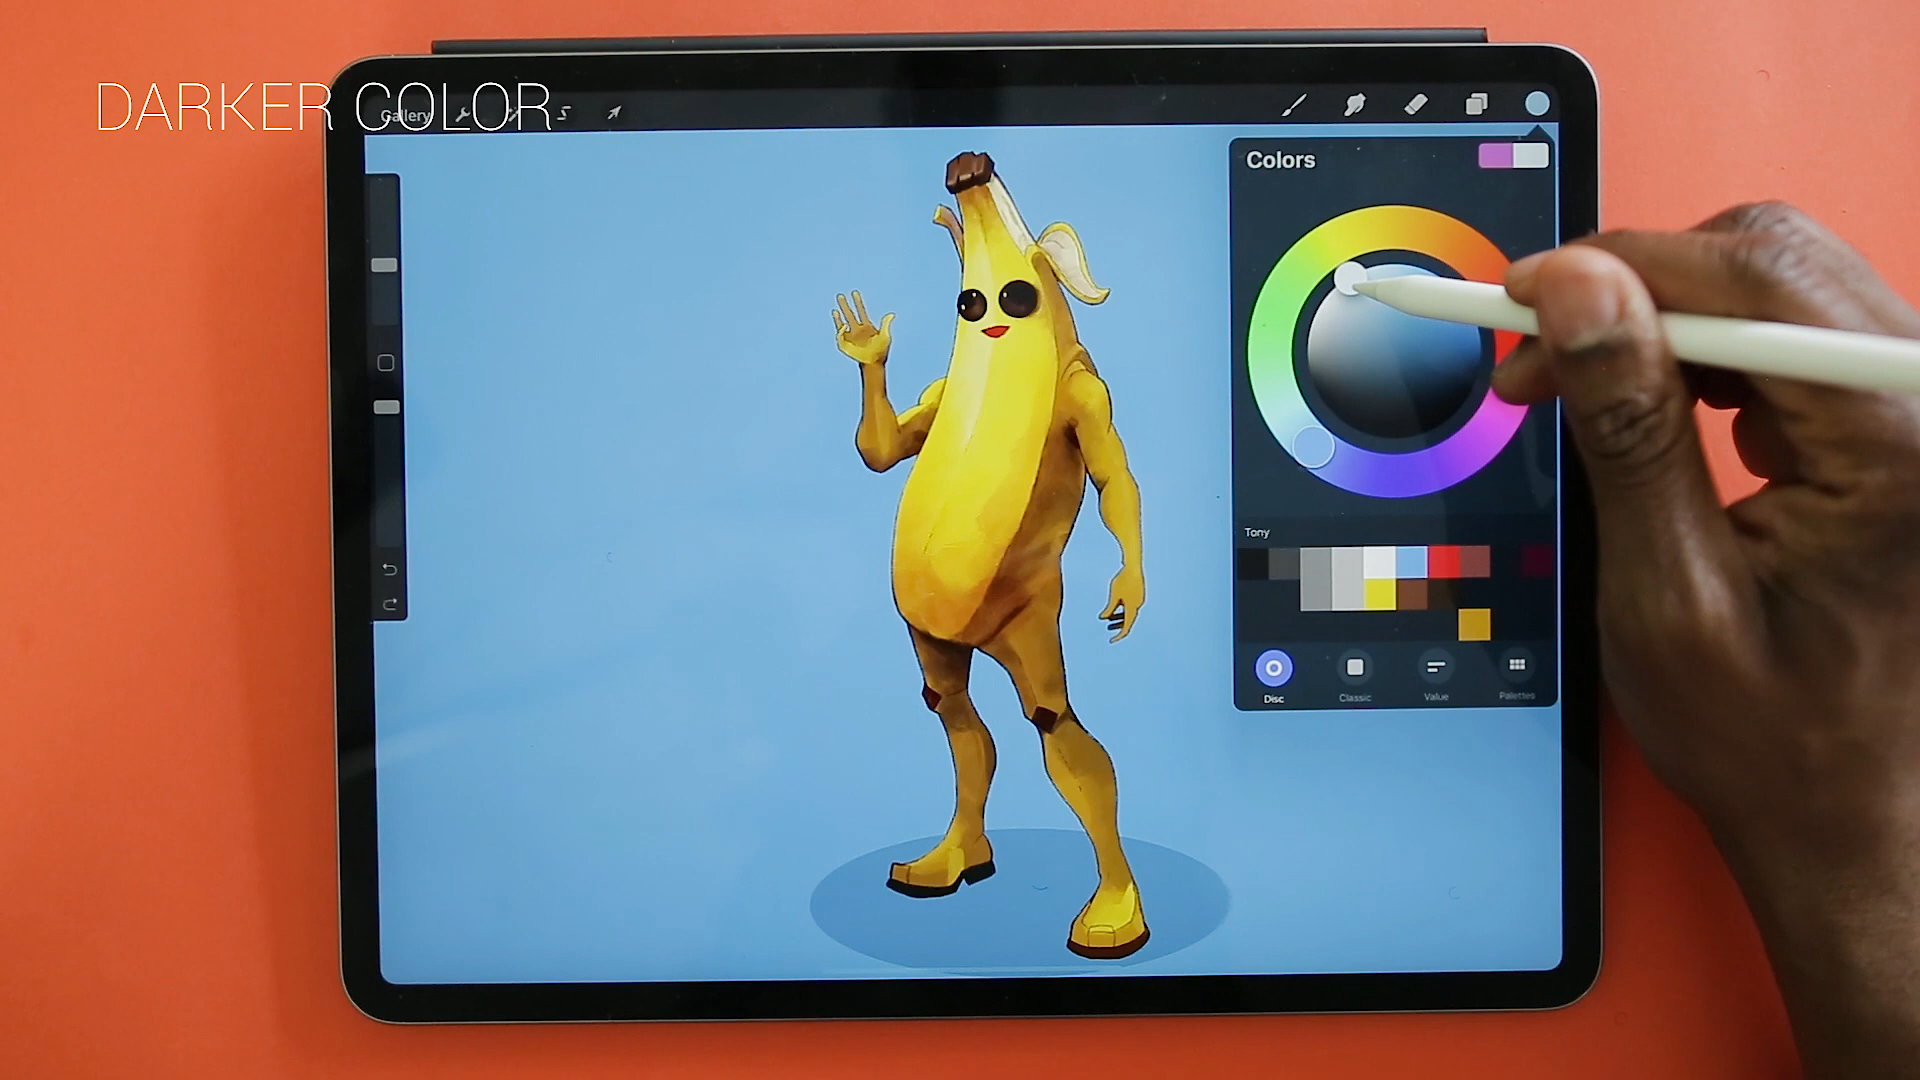 DARKER COLOR
Gallery
Colors
Tony
Disc
Classic
Value
Palettes